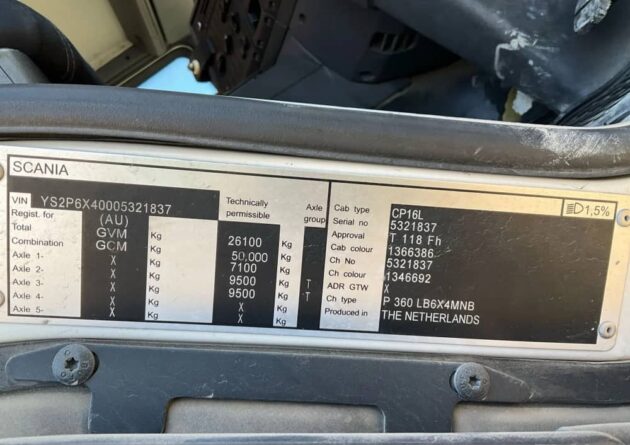 SCANIA
VIN YS2P6X40005321837
Regist. for (AU)
Technically permissible
Axle group
Total GVM Kg 26100 Kg
Combination GCM Kg 50,000 Kg
Axle 1- X Kg 7100 Kg
Axle 2- X Kg 9500 Kg T
Axle 3- X Kg 9500 Kg T
Axle 4- X Kg X Kg
Axle 5- X Kg X Kg
Cab type CP16L
Serial no 5321837
Approval T 118 Fh
Cab colour 1366386
Ch no 5321837
Ch colour 1346692
ADR GTW X
Ch type P 360 LB6X4MNB
Produced in THE NETHERLANDS
1,5%